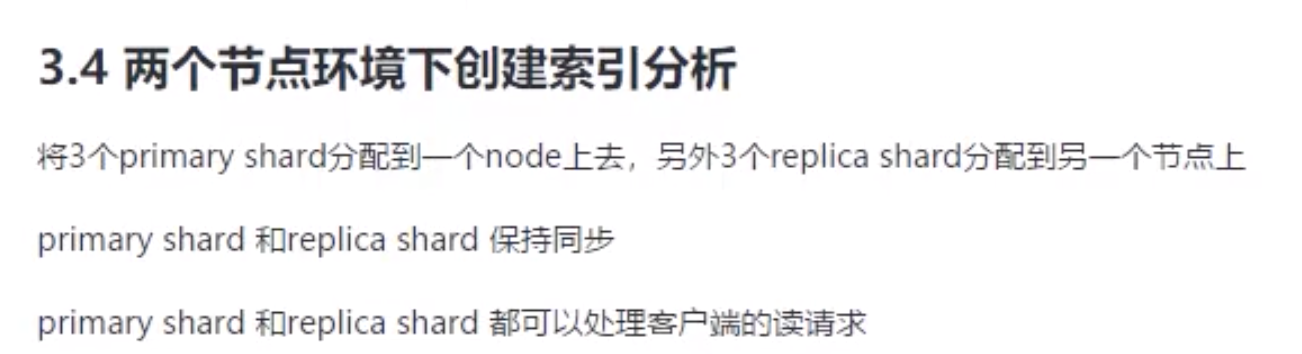 3.4 两个节点环境下创建索引分析
将3个primary shard分配到一个node上去，另外3个replica shard分配到另一个节点上
primary shard 和replica shard 保持同步
primary shard 和replica shard 都可以处理客户端的读请求